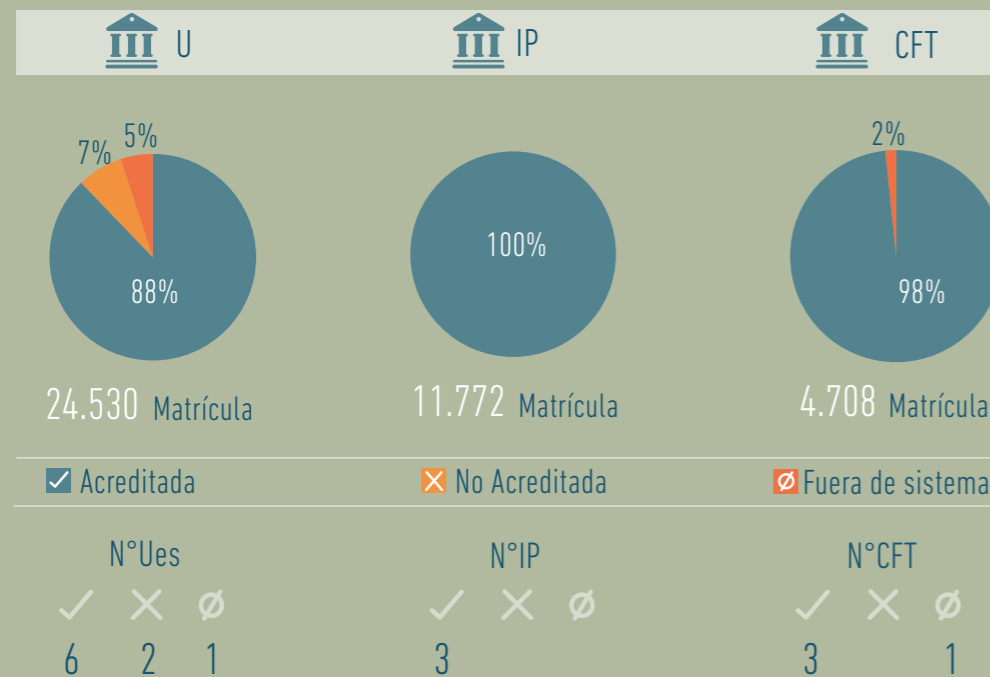 U IP CFT
7% 5% 2%
100%
88% 98%
24.530 Matrícula 11.772 Matrícula 4.708 Matrícula
Acreditada No Acreditada Fuera de sistema
N°Ues N°IP N°CFT
6 2 1 3 3 1